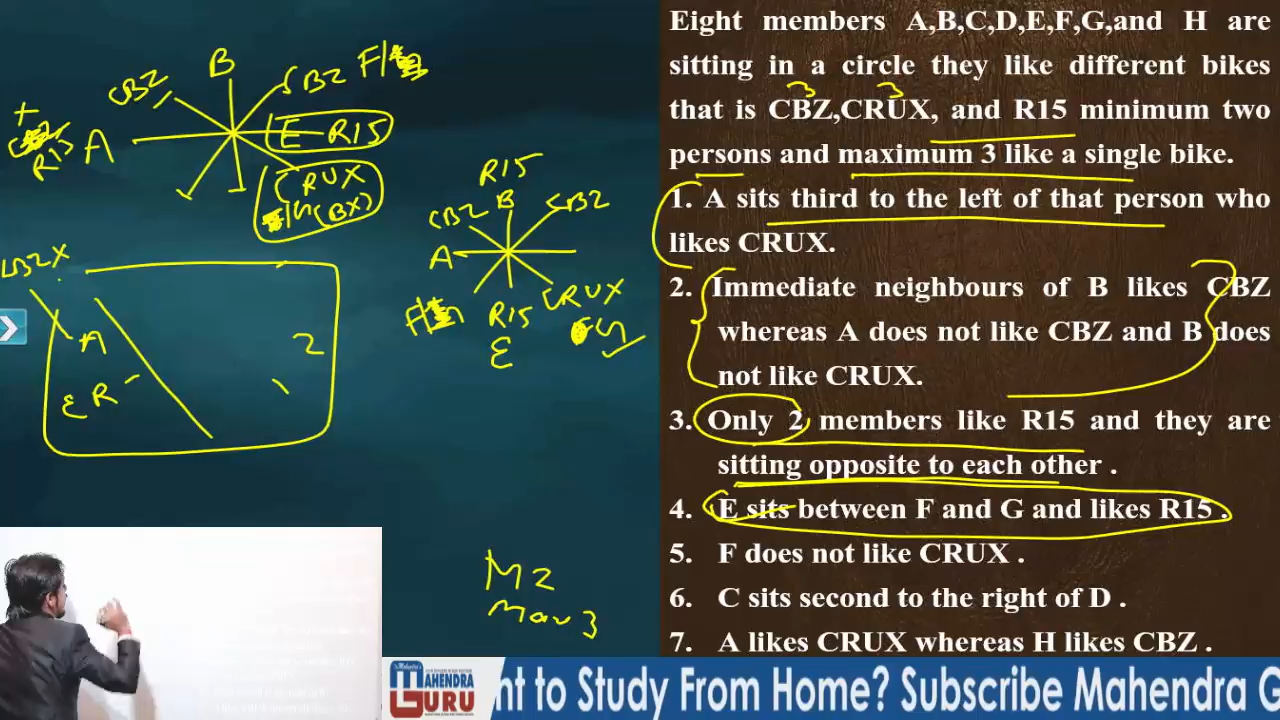 Eight members A,B,C,D,E,F,G,and H are
sitting in a circle they like different bikes
that is CBZ,CRUX, and R15 minimum two
persons and maximum 3 like a single bike.
1. A sits third to the left of that person who
likes CRUX.
2. Immediate neighbours of B likes CBZ
whereas A does not like CBZ and B does
not like CRUX.
3. Only 2 members like R15 and they are
sitting opposite to each other .
4. E sits between F and G and likes R15 .
5. F does not like CRUX .
6. C sits second to the right of D .
7. A likes CRUX whereas H likes CBZ .
3 3
B
CBZ
CBZ F/
A
R15
E R15
CRUX
R15
B
CBZ
CBZ
A
CRUX
R15
E
G
F/
CBZ X
A
E R
2
M 2
Max 3
Mahendra's
MAHENDRA
GURU
nt to Study From Home? Subscribe Mahendra G